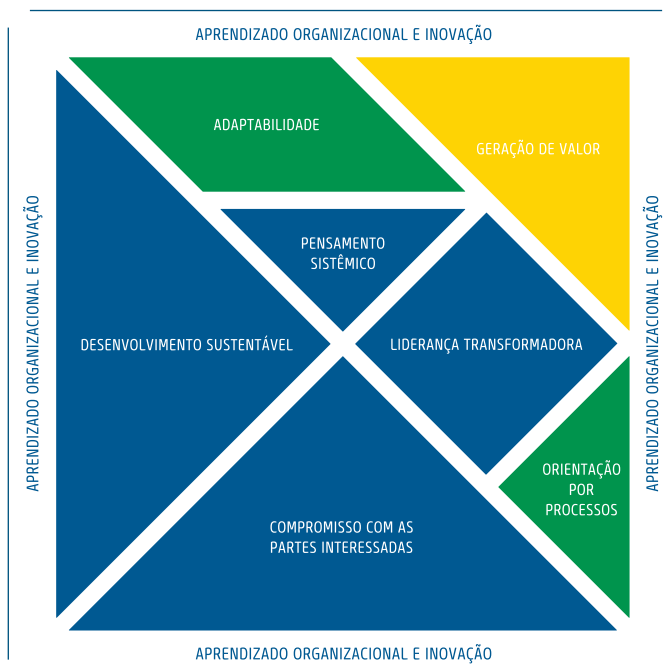 APRENDIZADO ORGANIZACIONAL E INOVAÇÃO
ADAPTABILIDADE
GERAÇÃO DE VALOR
PENSAMENTO
SISTÊMICO
APRENDIZADO ORGANIZACIONAL E INOVAÇÃO
DESENVOLVIMENTO SUSTENTÁVEL
LIDERANÇA TRANSFORMADORA
APRENDIZADO ORGANIZACIONAL E INOVAÇÃO
ORIENTAÇÃO
POR
PROCESSOS
COMPROMISSO COM AS
PARTES INTERESSADAS
APRENDIZADO ORGANIZACIONAL E INOVAÇÃO